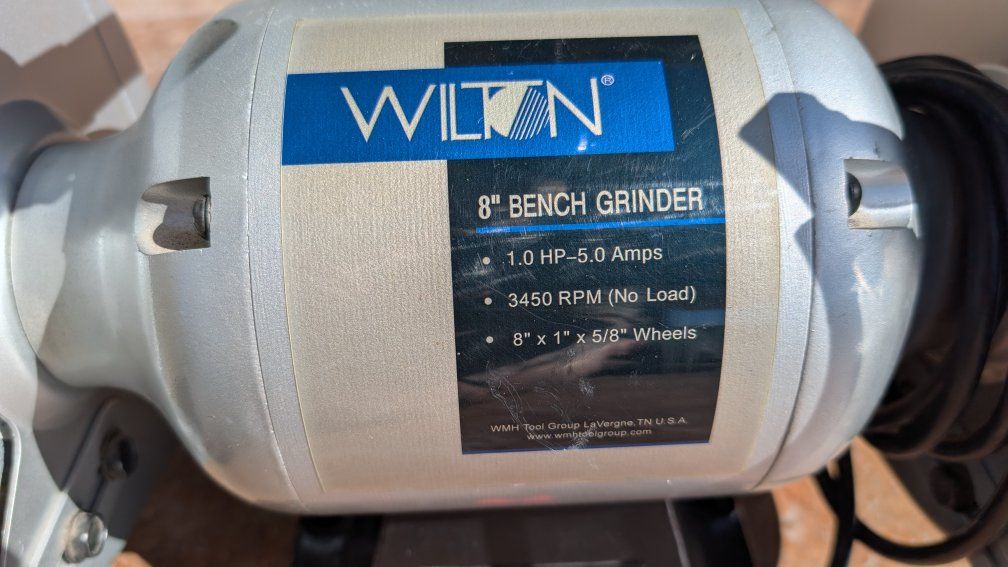 WILTON®
8" BENCH GRINDER
• 1.0 HP–5.0 Amps
• 3450 RPM (No Load)
• 8" x 1" x 5/8" Wheels
WMH Tool Group LaVergne, TN U.S.A.
www.wmhtoolgroup.com